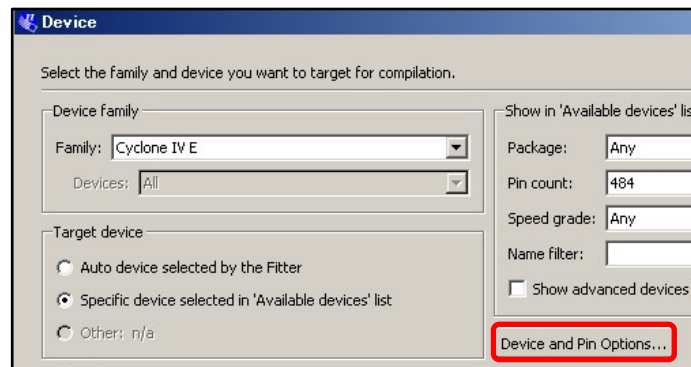 Device
Select the family and device you want to target for compilation.
Device family
Family: Cyclone IV E
Devices: All
Target device
Auto device selected by the Fitter
Specific device selected in 'Available devices' list
Other: n/a
Show in 'Available devices' lis
Package: Any
Pin count: 484
Speed grade: Any
Name filter:
Show advanced devices
Device and Pin Options...